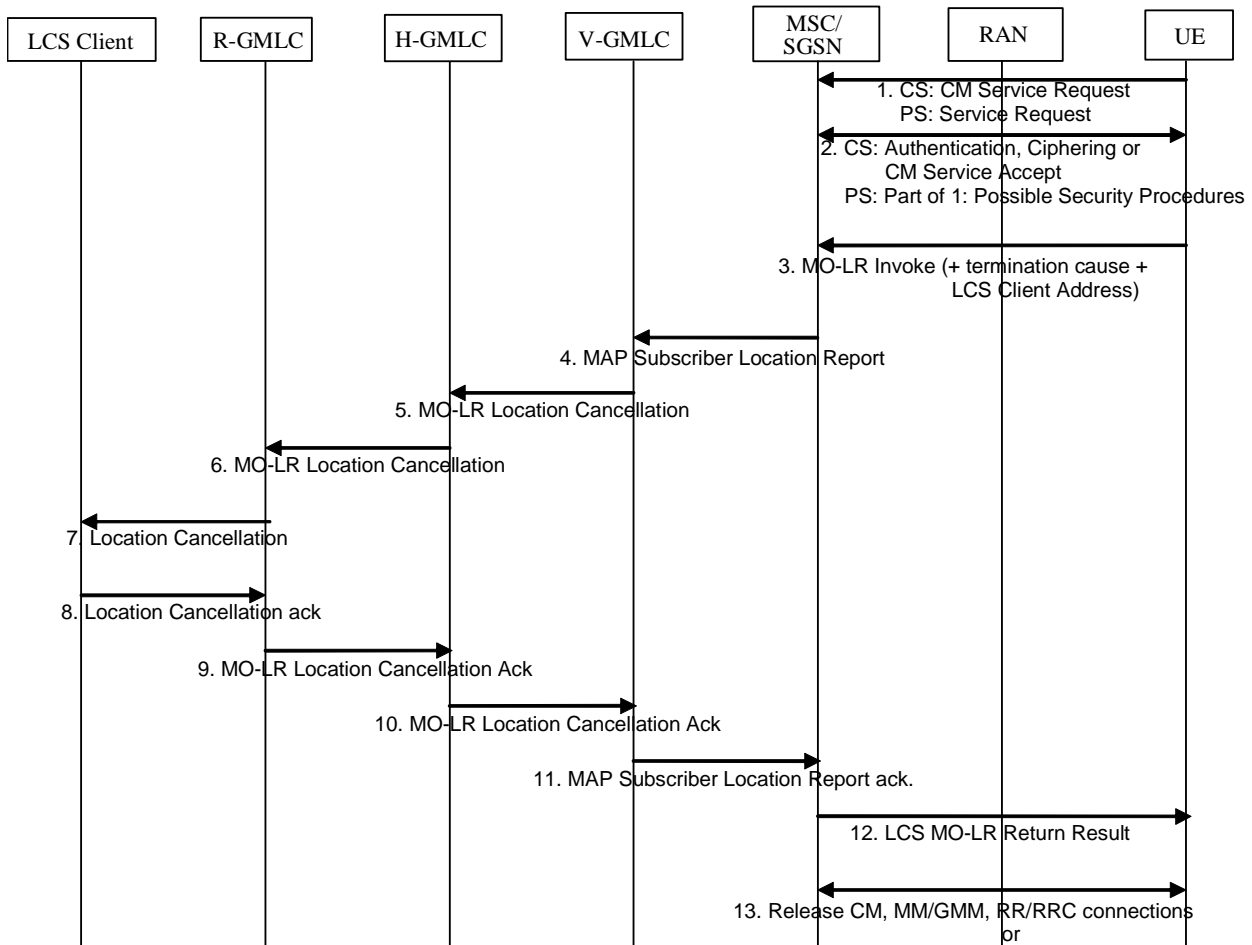 LCS Client
R-GMLC
H-GMLC
V-GMLC
MSC/
SGSN
RAN
UE
1. CS: CM Service Request
PS: Service Request
2. CS: Authentication, Ciphering or
CM Service Accept
PS: Part of 1: Possible Security Procedures
3. MO-LR Invoke (+ termination cause +
LCS Client Address)
4. MAP Subscriber Location Report
5. MO-LR Location Cancellation
6. MO-LR Location Cancellation
7. Location Cancellation
8. Location Cancellation ack
9. MO-LR Location Cancellation Ack
10. MO-LR Location Cancellation Ack
11. MAP Subscriber Location Report ack.
12. LCS MO-LR Return Result
13. Release CM, MM/GMM, RR/RRC connections
or